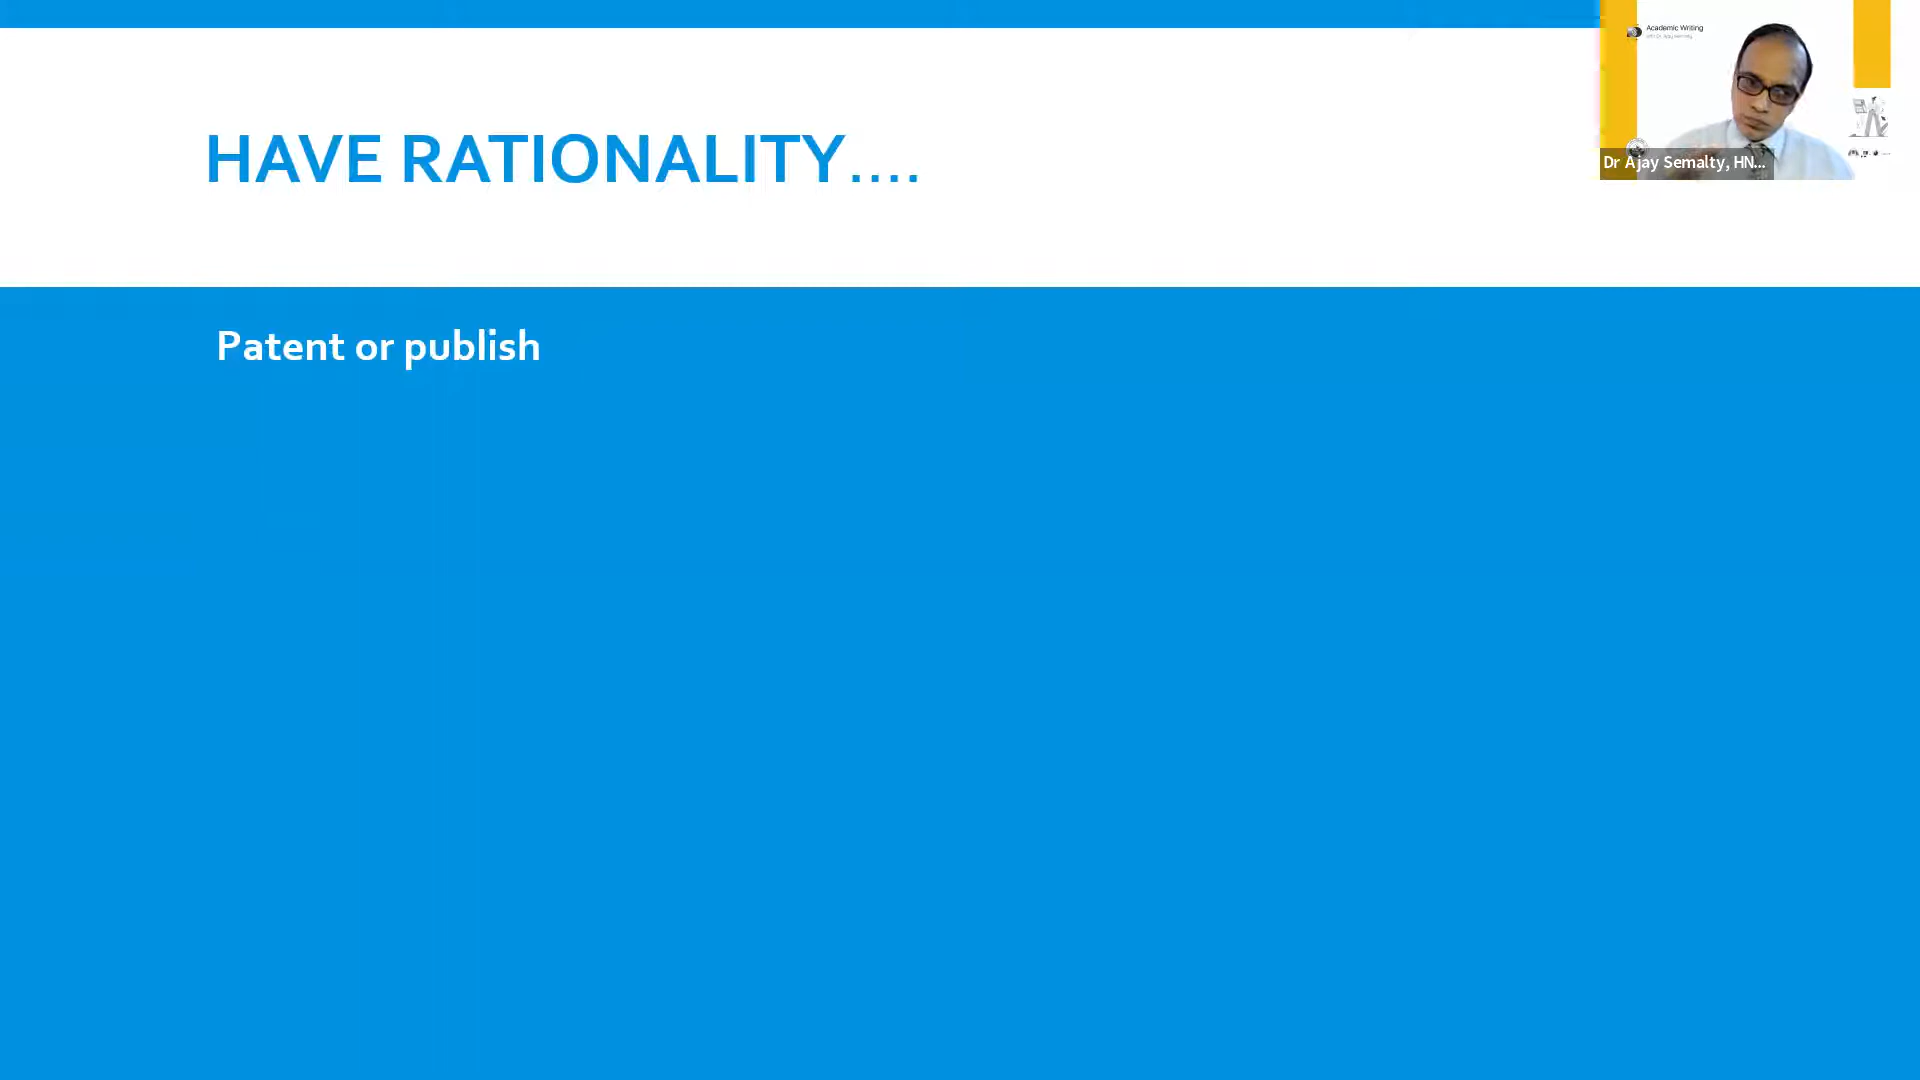 HAVE RATIONALITY....
Academic Writing
Dr Ajay Semalty, HN...
Patent or publish